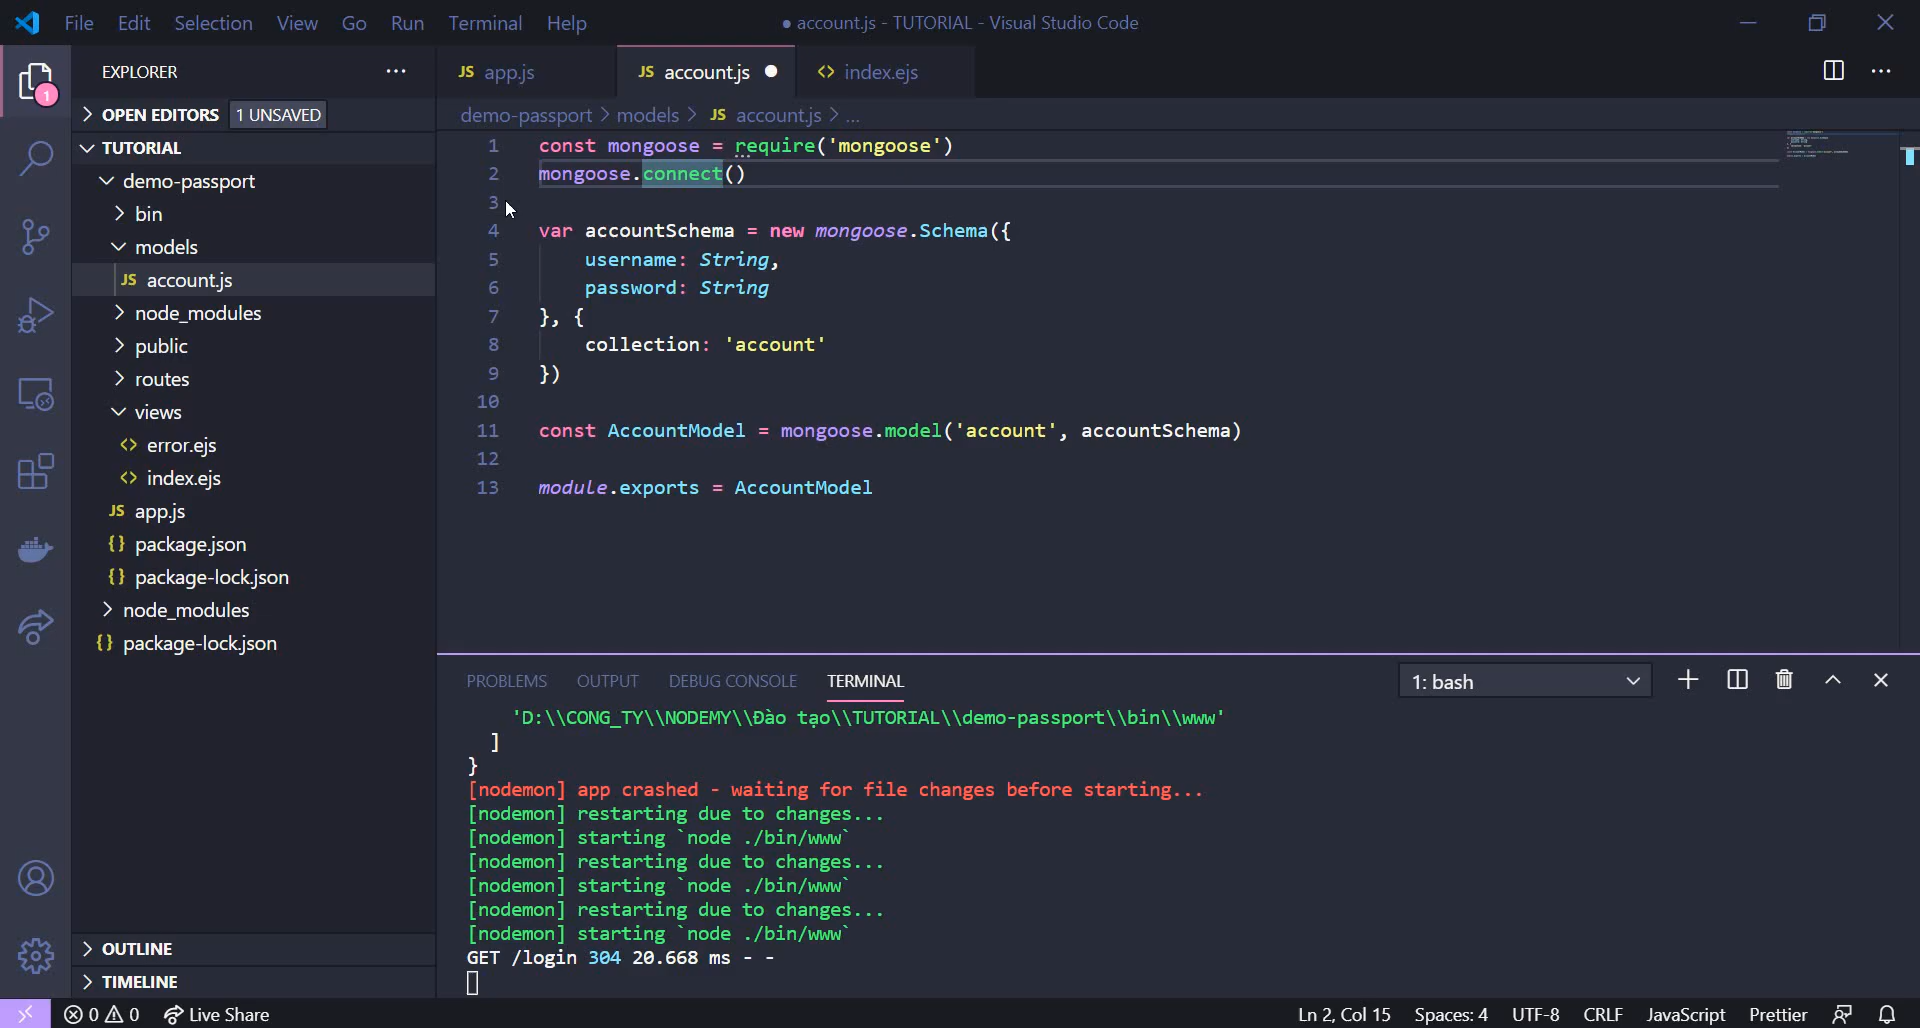 File Edit Selection View Go Run Terminal Help
● account.js - TUTORIAL - Visual Studio Code
EXPLORER
1
OPEN EDITORS 1 UNSAVED
TUTORIAL
demo-passport
bin
models
JS account.js
node_modules
public
routes
views
<> error.ejs
<> index.ejs
JS app.js
{} package.json
{} package-lock.json
node_modules
{} package-lock.json
OUTLINE
TIMELINE
JS app.js
JS account.js ●
<> index.ejs
demo-passport > models > JS account.js > ...
1 const mongoose = require('mongoose')
2 mongoose.connect()
3
4 var accountSchema = new mongoose.Schema({
5 username: String,
6 password: String
7 }, {
8 collection: 'account'
9 })
10
11 const AccountModel = mongoose.model('account', accountSchema)
12
13 module.exports = AccountModel
PROBLEMS OUTPUT DEBUG CONSOLE TERMINAL
1: bash
'D:\\CONG_TY\\NODEMY\\Đào tạo\\TUTORIAL\\demo-passport\\bin\\www'
]
}
[nodemon] app crashed - waiting for file changes before starting...
[nodemon] restarting due to changes...
[nodemon] starting `node ./bin/www`
[nodemon] restarting due to changes...
[nodemon] starting `node ./bin/www`
[nodemon] restarting due to changes...
[nodemon] starting `node ./bin/www`
GET /login 304 20.668 ms - -
0 0 Live Share
Ln 2, Col 15 Spaces: 4 UTF-8 CRLF JavaScript Prettier